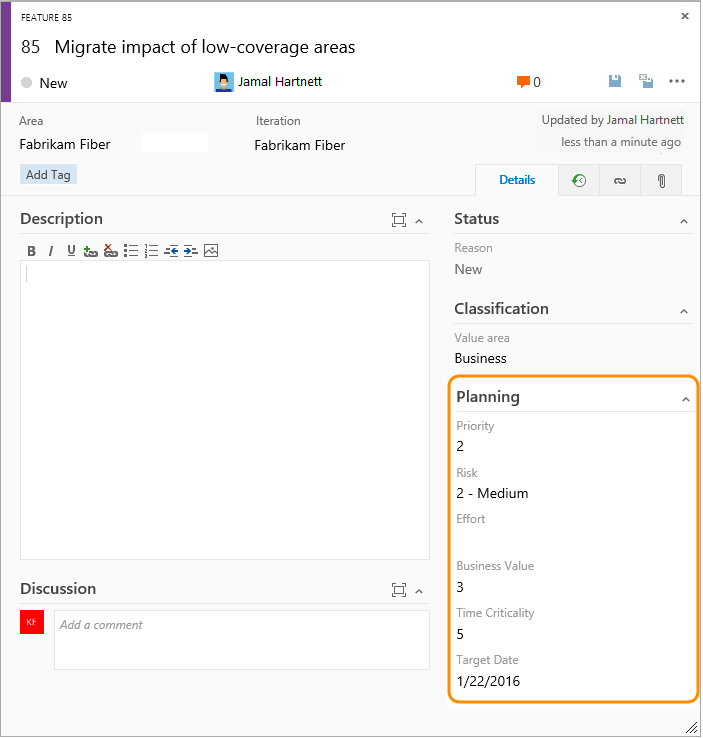 FEATURE 85
85 Migrate impact of low-coverage areas
New
Jamal Hartnett
0
Area
Iteration
Updated by Jamal Hartnett
Fabrikam Fiber
Fabrikam Fiber
less than a minute ago
Add Tag
Details
Description
B I U
Discussion
KE
Add a comment
Status
Reason
New
Classification
Value area
Business
Planning
Priority
2
Risk
2 - Medium
Effort
Business Value
3
Time Criticality
5
Target Date
1/22/2016